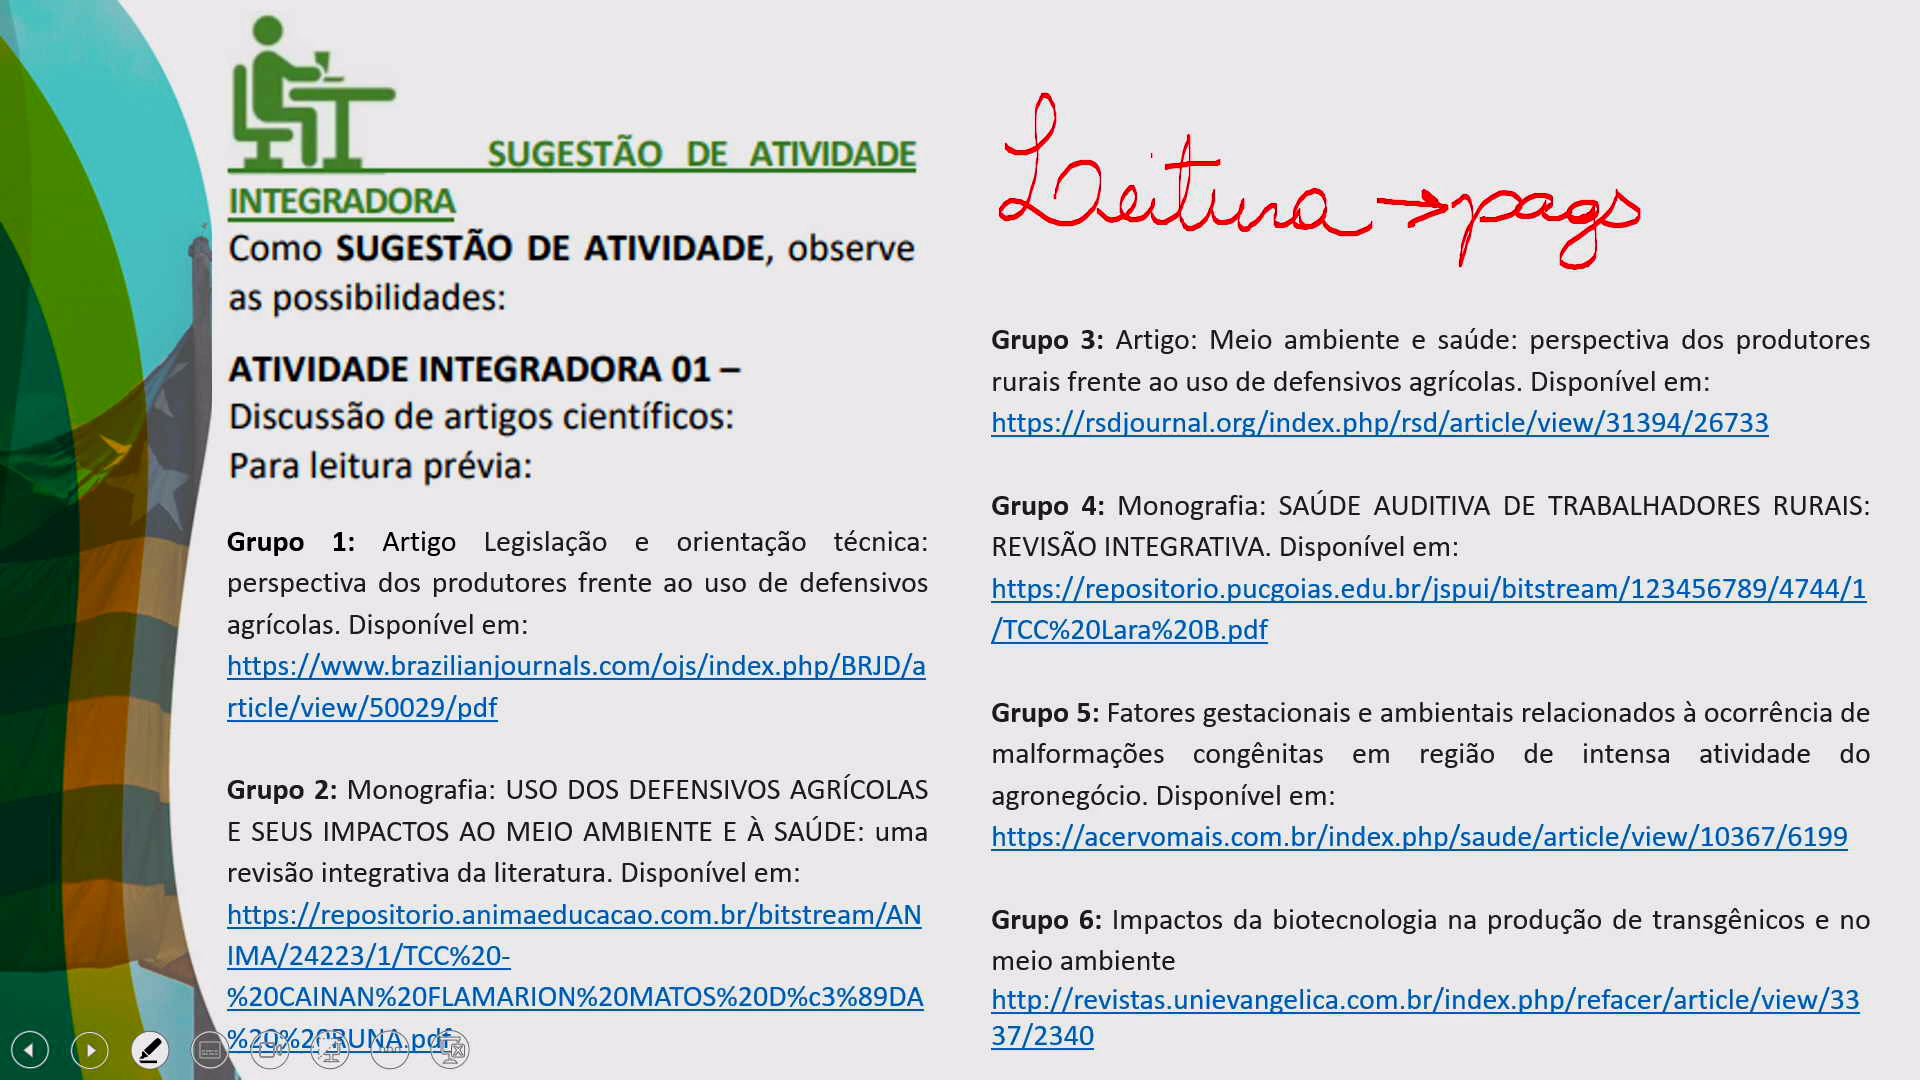 SUGESTÃO DE ATIVIDADE
INTEGRADORA
Como SUGESTÃO DE ATIVIDADE, observe
as possibilidades:
ATIVIDADE INTEGRADORA 01 –
Discussão de artigos científicos:
Para leitura prévia:
Grupo 1: Artigo Legislação e orientação técnica:
perspectiva dos produtores frente ao uso de defensivos
agrícolas. Disponível em:
https://www.brazilianjournals.com/ojs/index.php/BRJD/a
rticle/view/50029/pdf
Grupo 2: Monografia: USO DOS DEFENSIVOS AGRÍCOLAS
E SEUS IMPACTOS AO MEIO AMBIENTE E À SAÚDE: uma
revisão integrativa da literatura. Disponível em:
https://repositorio.animaeducacao.com.br/bitstream/AN
IMA/24223/1/TCC%20-
%20CAINAN%20FLAMARION%20MATOS%20D%c3%89DA
%20%20BUNA.pdf
Leitura → pags
Grupo 3: Artigo: Meio ambiente e saúde: perspectiva dos produtores
rurais frente ao uso de defensivos agrícolas. Disponível em:
https://rsdjournal.org/index.php/rsd/article/view/31394/26733
Grupo 4: Monografia: SAÚDE AUDITIVA DE TRABALHADORES RURAIS:
REVISÃO INTEGRATIVA. Disponível em:
https://repositorio.pucgoias.edu.br/jspui/bitstream/123456789/4744/1
/TCC%20Lara%20B.pdf
Grupo 5: Fatores gestacionais e ambientais relacionados à ocorrência de
malformações congênitas em região de intensa atividade do
agronegócio. Disponível em:
https://acervomais.com.br/index.php/saude/article/view/10367/6199
Grupo 6: Impactos da biotecnologia na produção de transgênicos e no
meio ambiente
http://revistas.unievangelica.com.br/index.php/refacer/article/view/33
37/2340